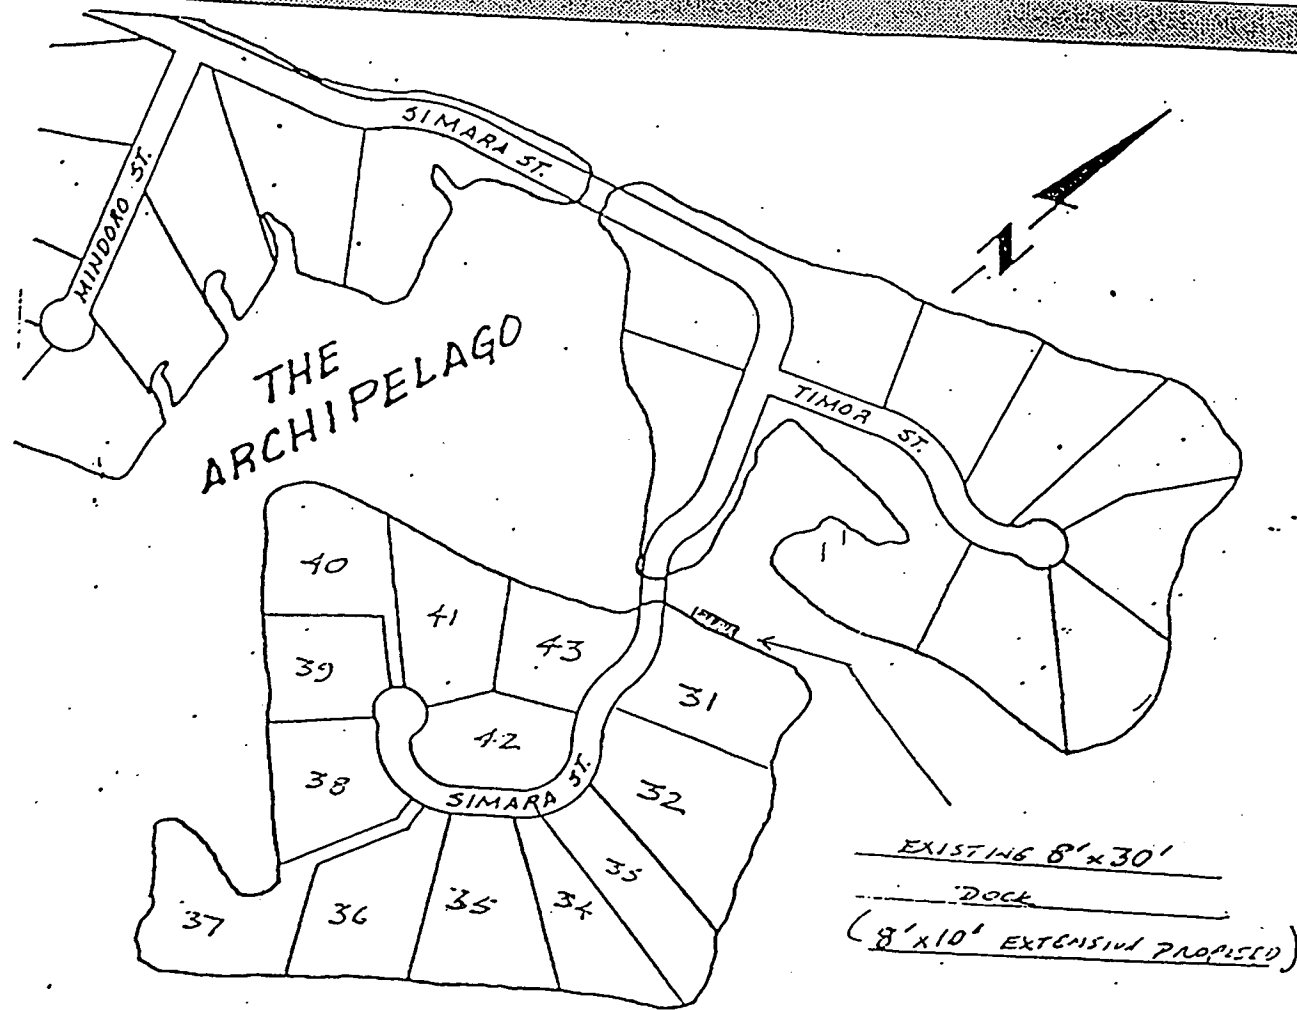 SIMARA ST.
MINDORO ST.
N
THE
ARCHIPELAGO
TIMOR ST.
40
41
43
39
31
42
38
SIMARA ST.
32
33
37
36
35
34
EXISTING 8'x30'
DOCK
(8'x10' EXTENSION PROPOSED)